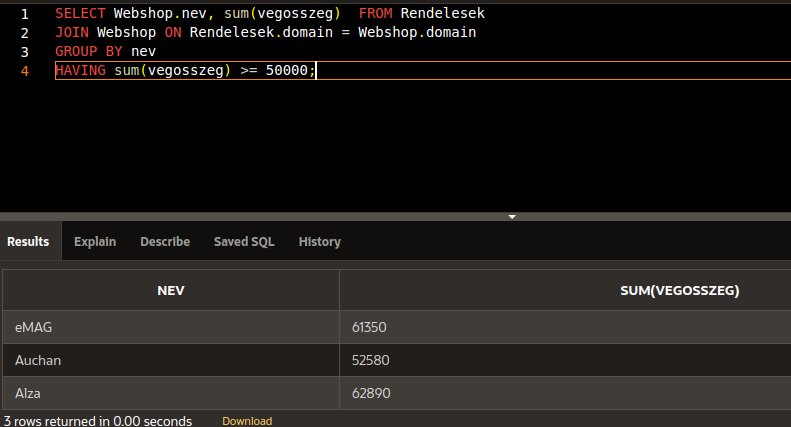 1 SELECT Webshop.nev, sum(vegosszeg)  FROM Rendelesek
2 JOIN Webshop ON Rendelesek.domain = Webshop.domain
3 GROUP BY nev
4 HAVING sum(vegosszeg) >= 50000;
Results Explain Describe Saved SQL History
NEV SUM(VEGOSSZEG)
eMAG 61350
Auchan 52580
Alza 62890
3 rows returned in 0.00 seconds Download